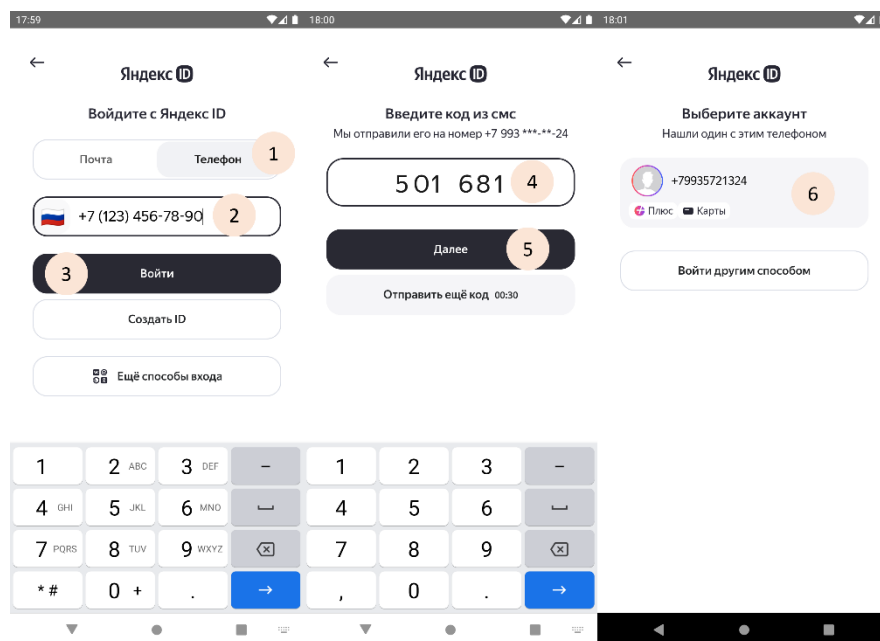 17:59
Яндекс ID
Войдите с Яндекс ID
Почта Телефон 1
+7 (123) 456-78-90 2
3 Войти
Создать ID
Ещё способы входа
1 2 ABC 3 DEF –
4 GHI 5 JKL 6 MNO
7 PQRS 8 TUV 9 WXYZ
* # 0 + .
18:00
Яндекс ID
Введите код из смс
Мы отправили его на номер +7 993 ***-**-24
501 681 4
Далее 5
Отправить ещё код 00:30
1 2 3 –
4 5 6
7 8 9
, 0 .
18:01
Яндекс ID
Выберите аккаунт
Нашли один с этим телефоном
+79935721324 6
Плюс Карты
Войти другим способом